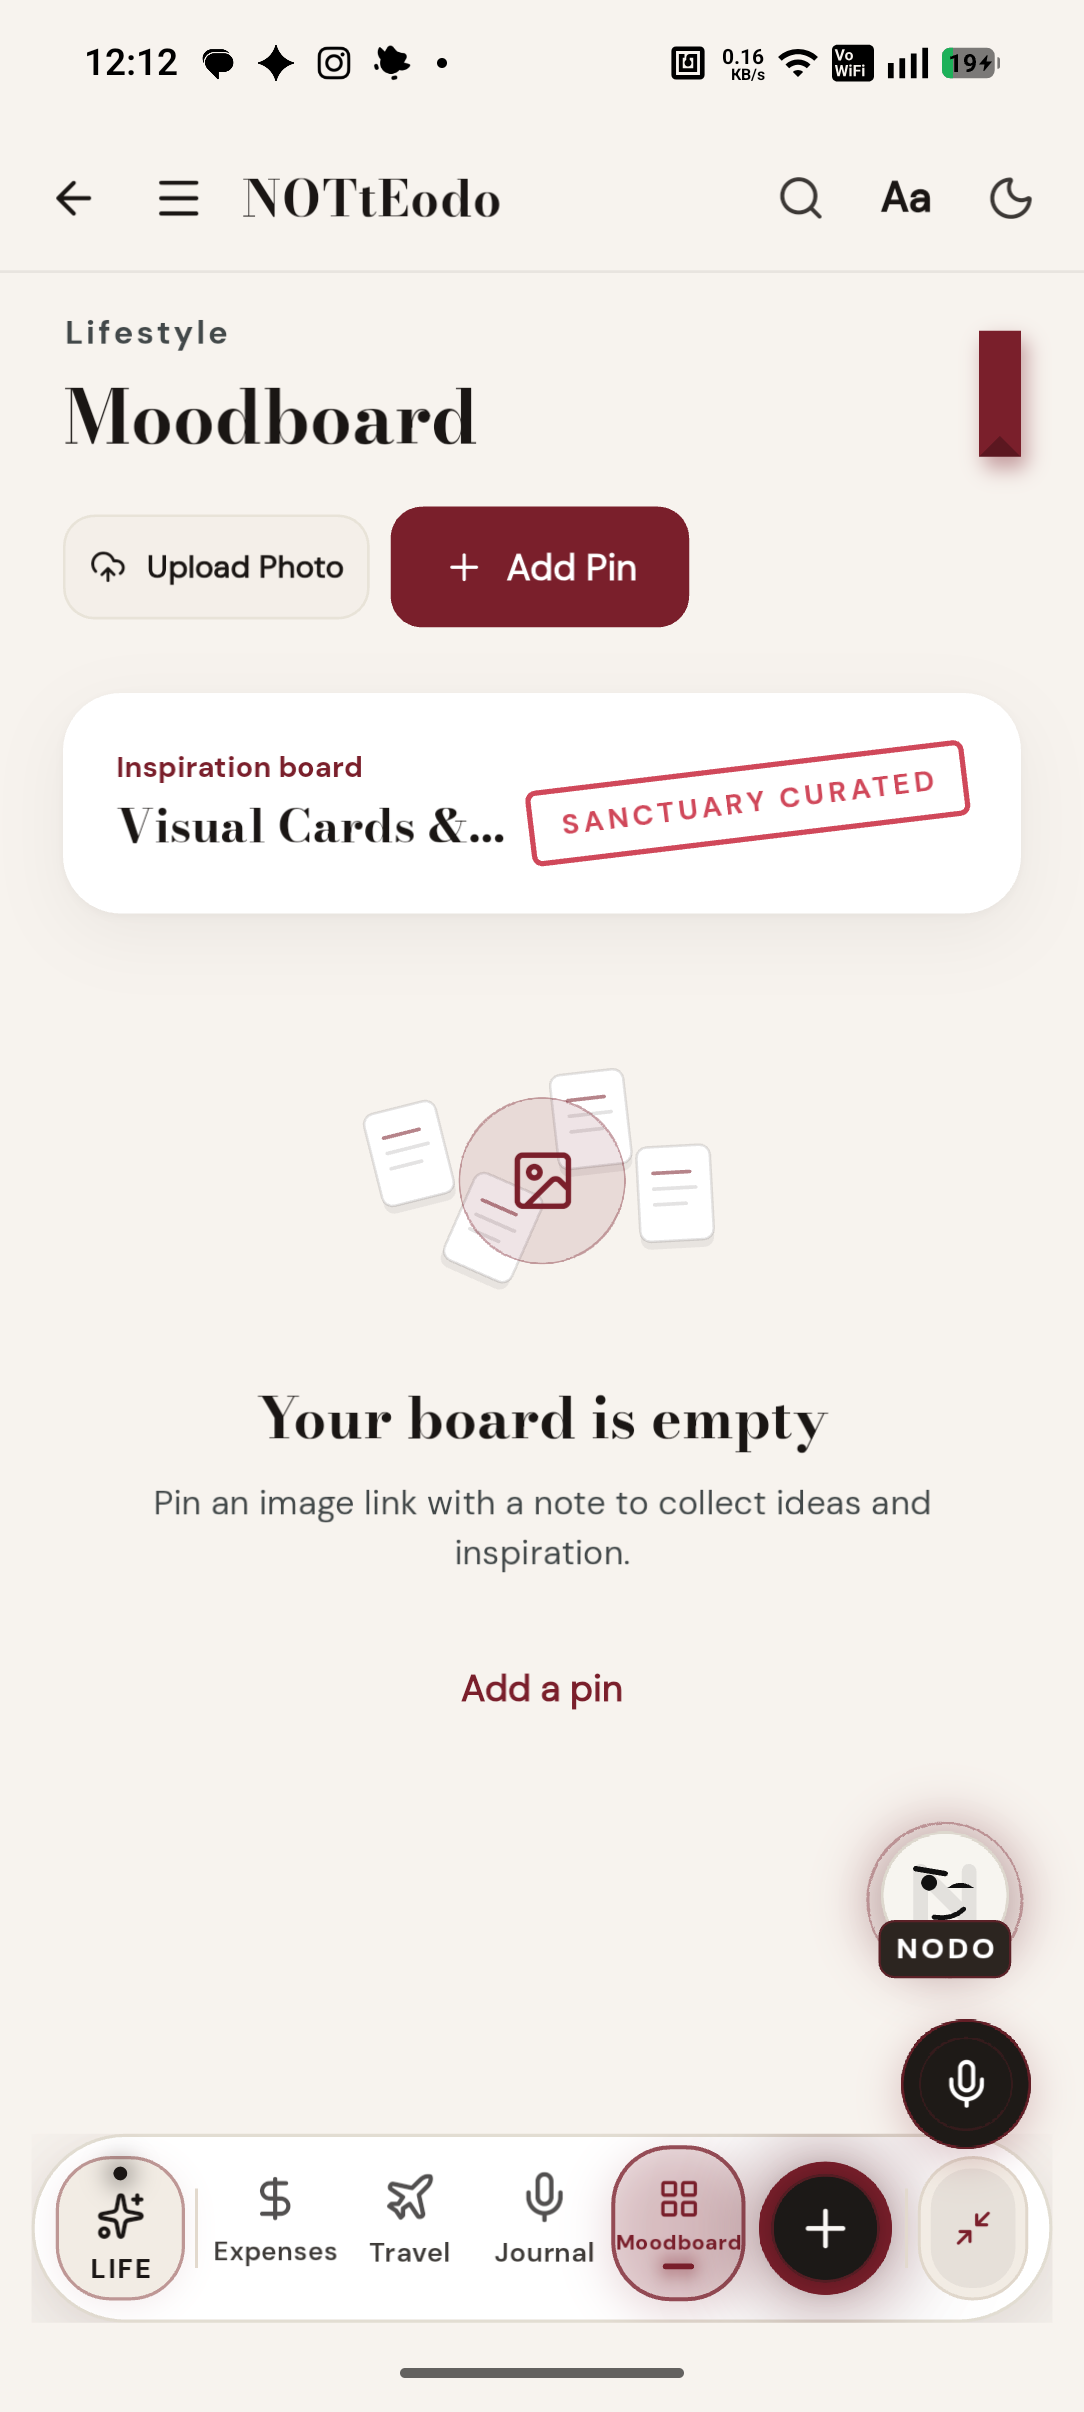 12:12
0.16
KB/s
Vo
WiFi
19
NOTtEodo
Aa
Lifestyle
Moodboard
Upload Photo
Add Pin
Inspiration board
Visual Cards &...
SANCTUARY CURATED
Your board is empty
Pin an image link with a note to collect ideas and
inspiration.
Add a pin
NODO
LIFE
Expenses
Travel
Journal
Moodboard